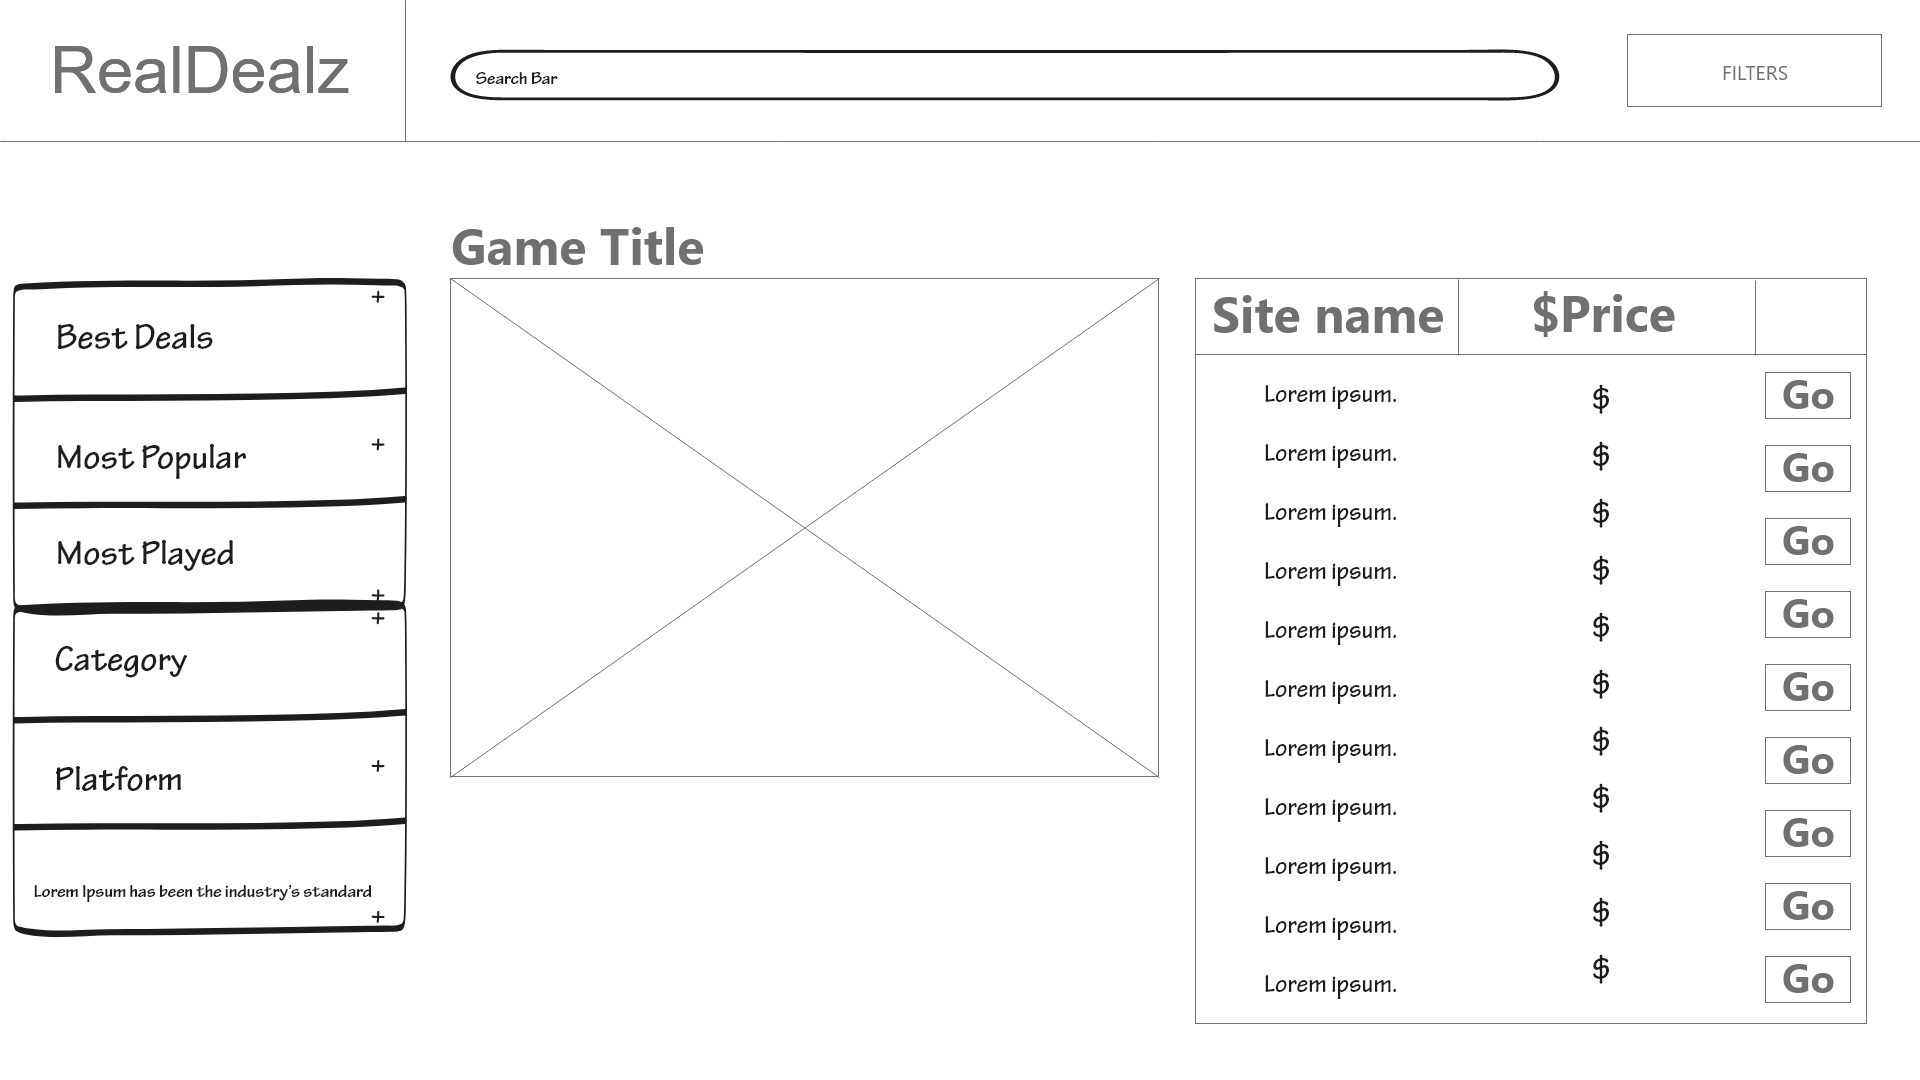 RealDealz
Search Bar
FILTERS
Game Title
+
Best Deals
+
Most Popular
Most Played
+
+
Category
+
Platform
Lorem Ipsum has been the industry's standard
+
Site name $Price
Lorem ipsum. $ Go
Lorem ipsum. $ Go
Lorem ipsum. $ Go
Lorem ipsum. $ Go
Lorem ipsum. $ Go
Lorem ipsum. $ Go
Lorem ipsum. $ Go
Lorem ipsum. $ Go
Lorem ipsum. $ Go
Lorem ipsum. $
Lorem ipsum. $